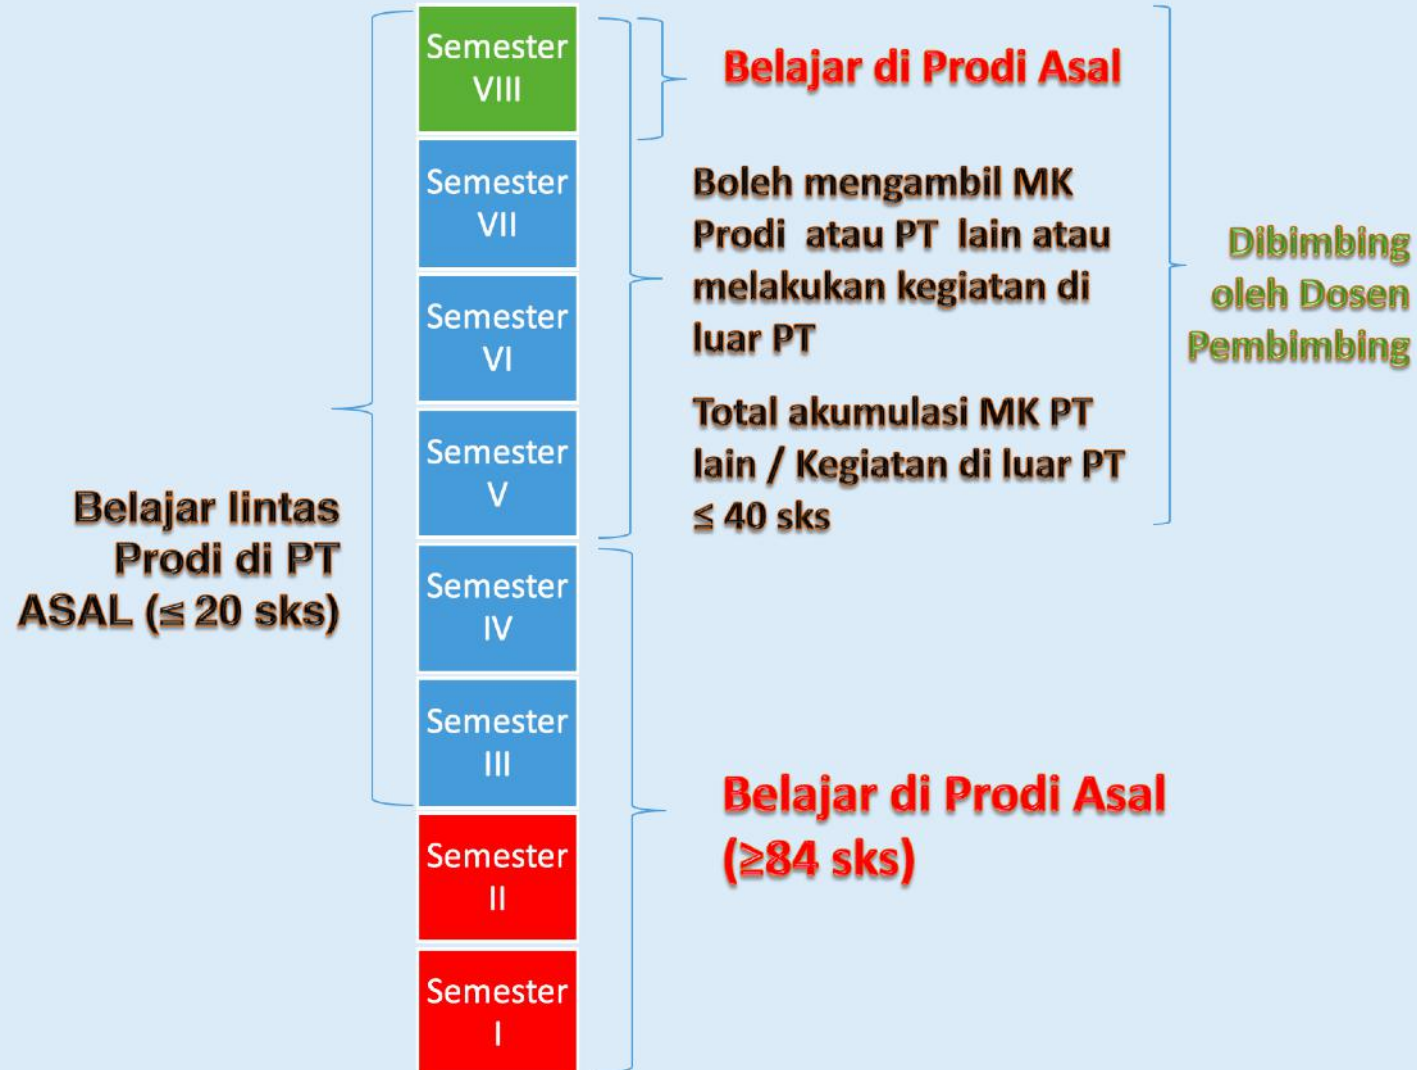 Semester
VIII
Belajar di Prodi Asal
Semester
VII
Boleh mengambil MK
Prodi atau PT lain atau
melakukan kegiatan di
luar PT
Dibimbing
oleh Dosen
Pembimbing
Semester
VI
Total akumulasi MK PT
lain / Kegiatan di luar PT
≤ 40 sks
Semester
V
Belajar lintas
Prodi di PT
ASAL (≤ 20 sks)
Semester
IV
Semester
III
Belajar di Prodi Asal
(≥84 sks)
Semester
II
Semester
I